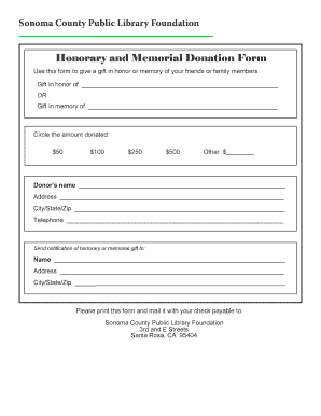 Sonoma County Public Library Foundation
Honorary and Memorial Donation Form
Use this form to give a gift in honor or memory of your friends or family members.
Gift in honor of
OR
Gift in memory of
Circle the amount donated:
$50 $100 $250 $500 Other: $
Donor's name
Address
City/State/Zip
Telephone
Send notification of honorary or memorial gift to:
Name
Address
City/State/Zip
Please print this form and mail it with your check payable to:
Sonoma County Public Library Foundation
3rd and E Streets
Santa Rosa, CA 95404